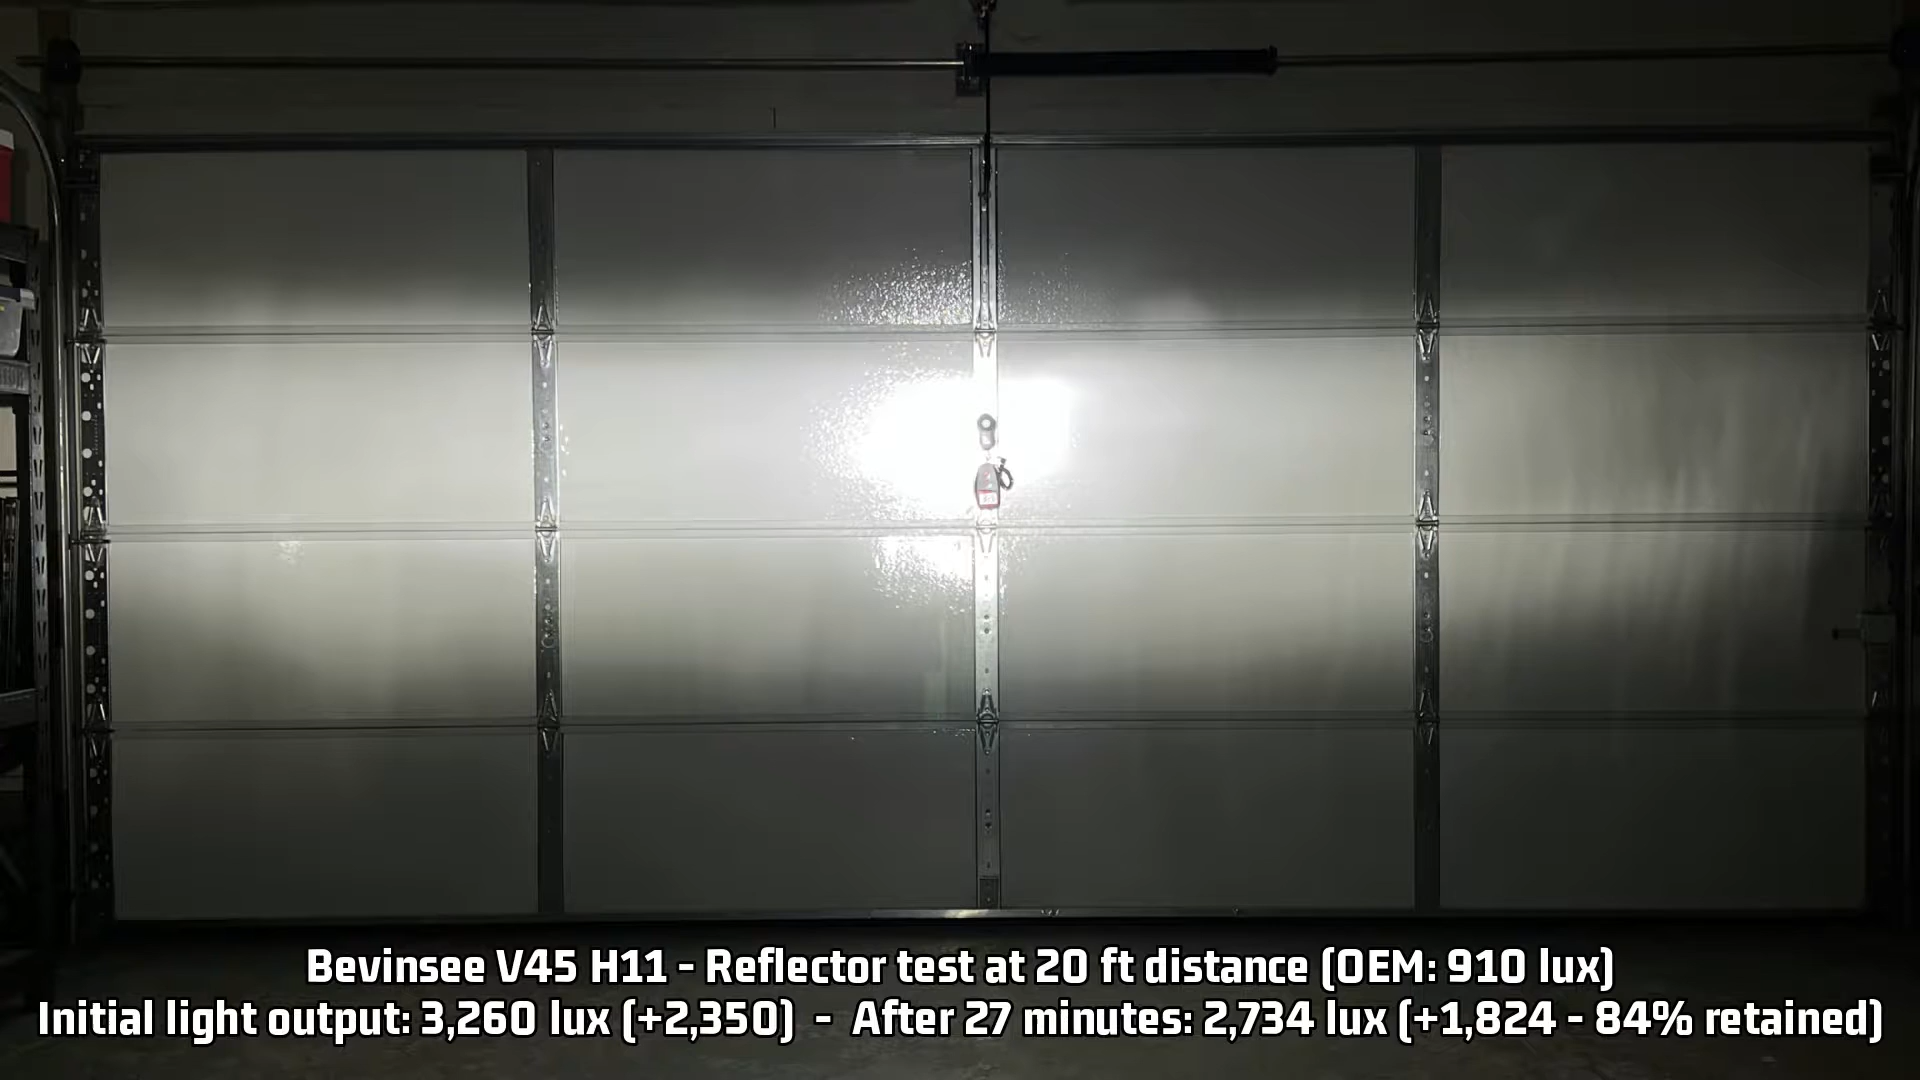 Bevinsee V45 H11 - Reflector test at 20 ft distance (OEM: 910 lux)
Initial light output: 3,260 lux (+2,350) - After 27 minutes: 2,734 lux (+1,824 - 84% retained)